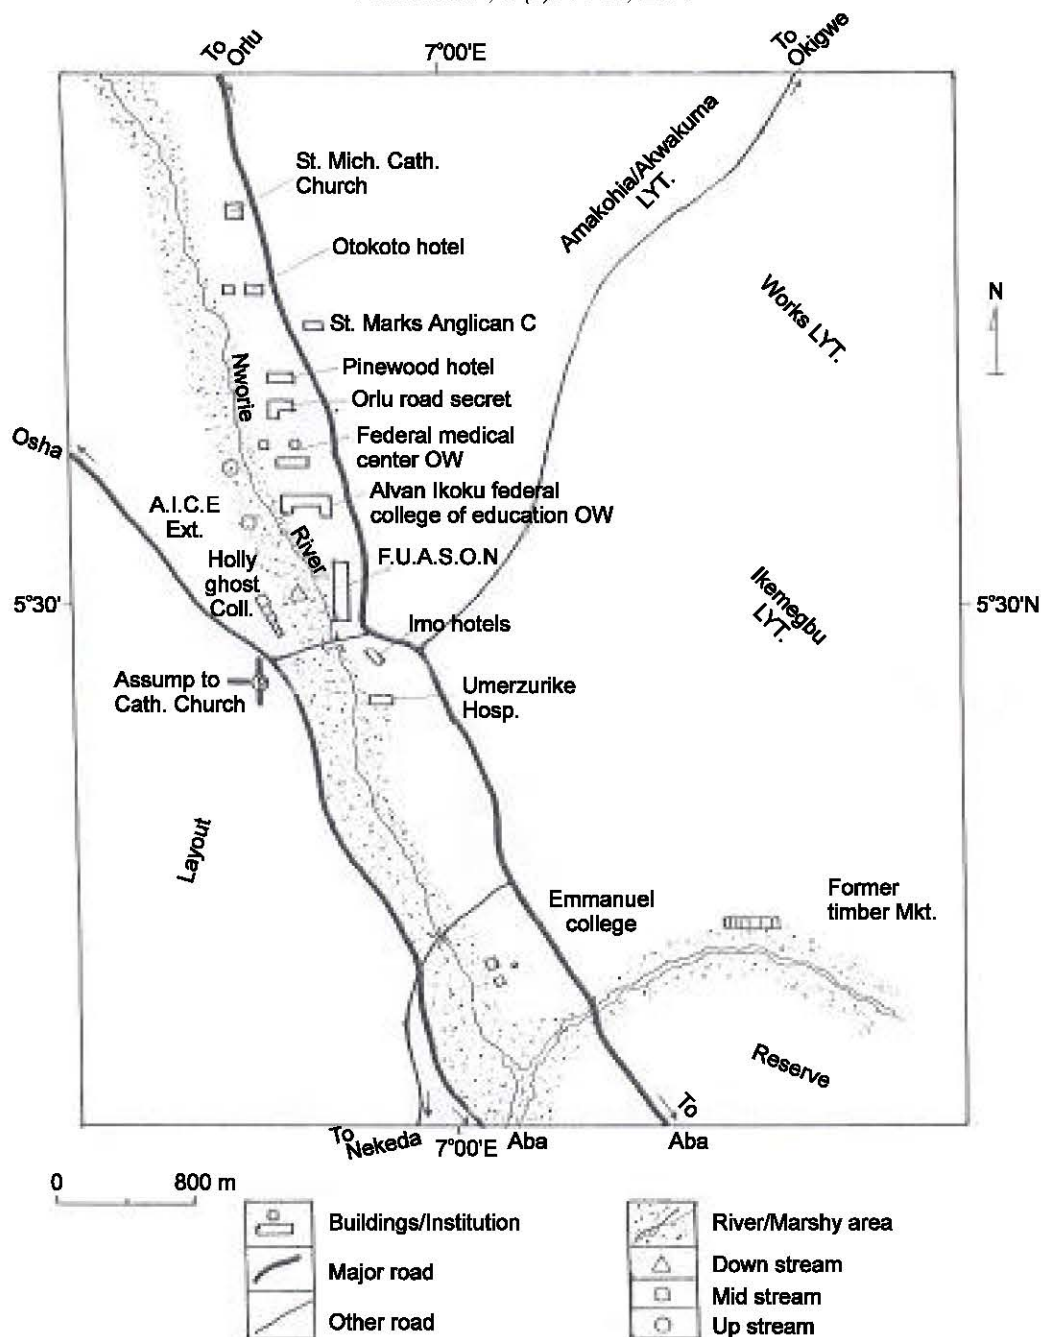 To
Orlu
7°00'E
To
Okigwe
St. Mich. Cath.
Church
Amakohia/Akwakuma
LYT.
Otokoto hotel
Works LYT.
N
St. Marks Anglican C
Pinewood hotel
Nworie
Orlu road secret
Osha
Federal medical
center OW
A.I.C.E
Ext.
Alvan Ikoku federal
college of education OW
River
F.U.A.S.O.N
Holly
ghost
Coll.
5°30'
Ikemegbu
LYT.
5°30'N
Imo hotels
Assump to
Cath. Church
Umerzurike
Hosp.
Layout
Emmanuel
college
Former
timber Mkt.
Reserve
To
Nekeda
7°00'E
Aba
To
Aba
0 800 m
Buildings/Institution
Major road
Other road
River/Marshy area
Down stream
Mid stream
Up stream